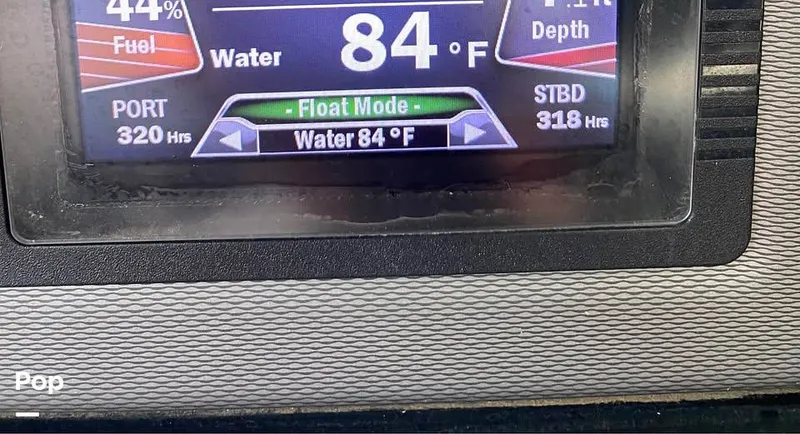 44%
Fuel
Water 84 °F
Depth
PORT
320 Hrs
- Float Mode -
Water 84 °F
STBD
318 Hrs
Pop